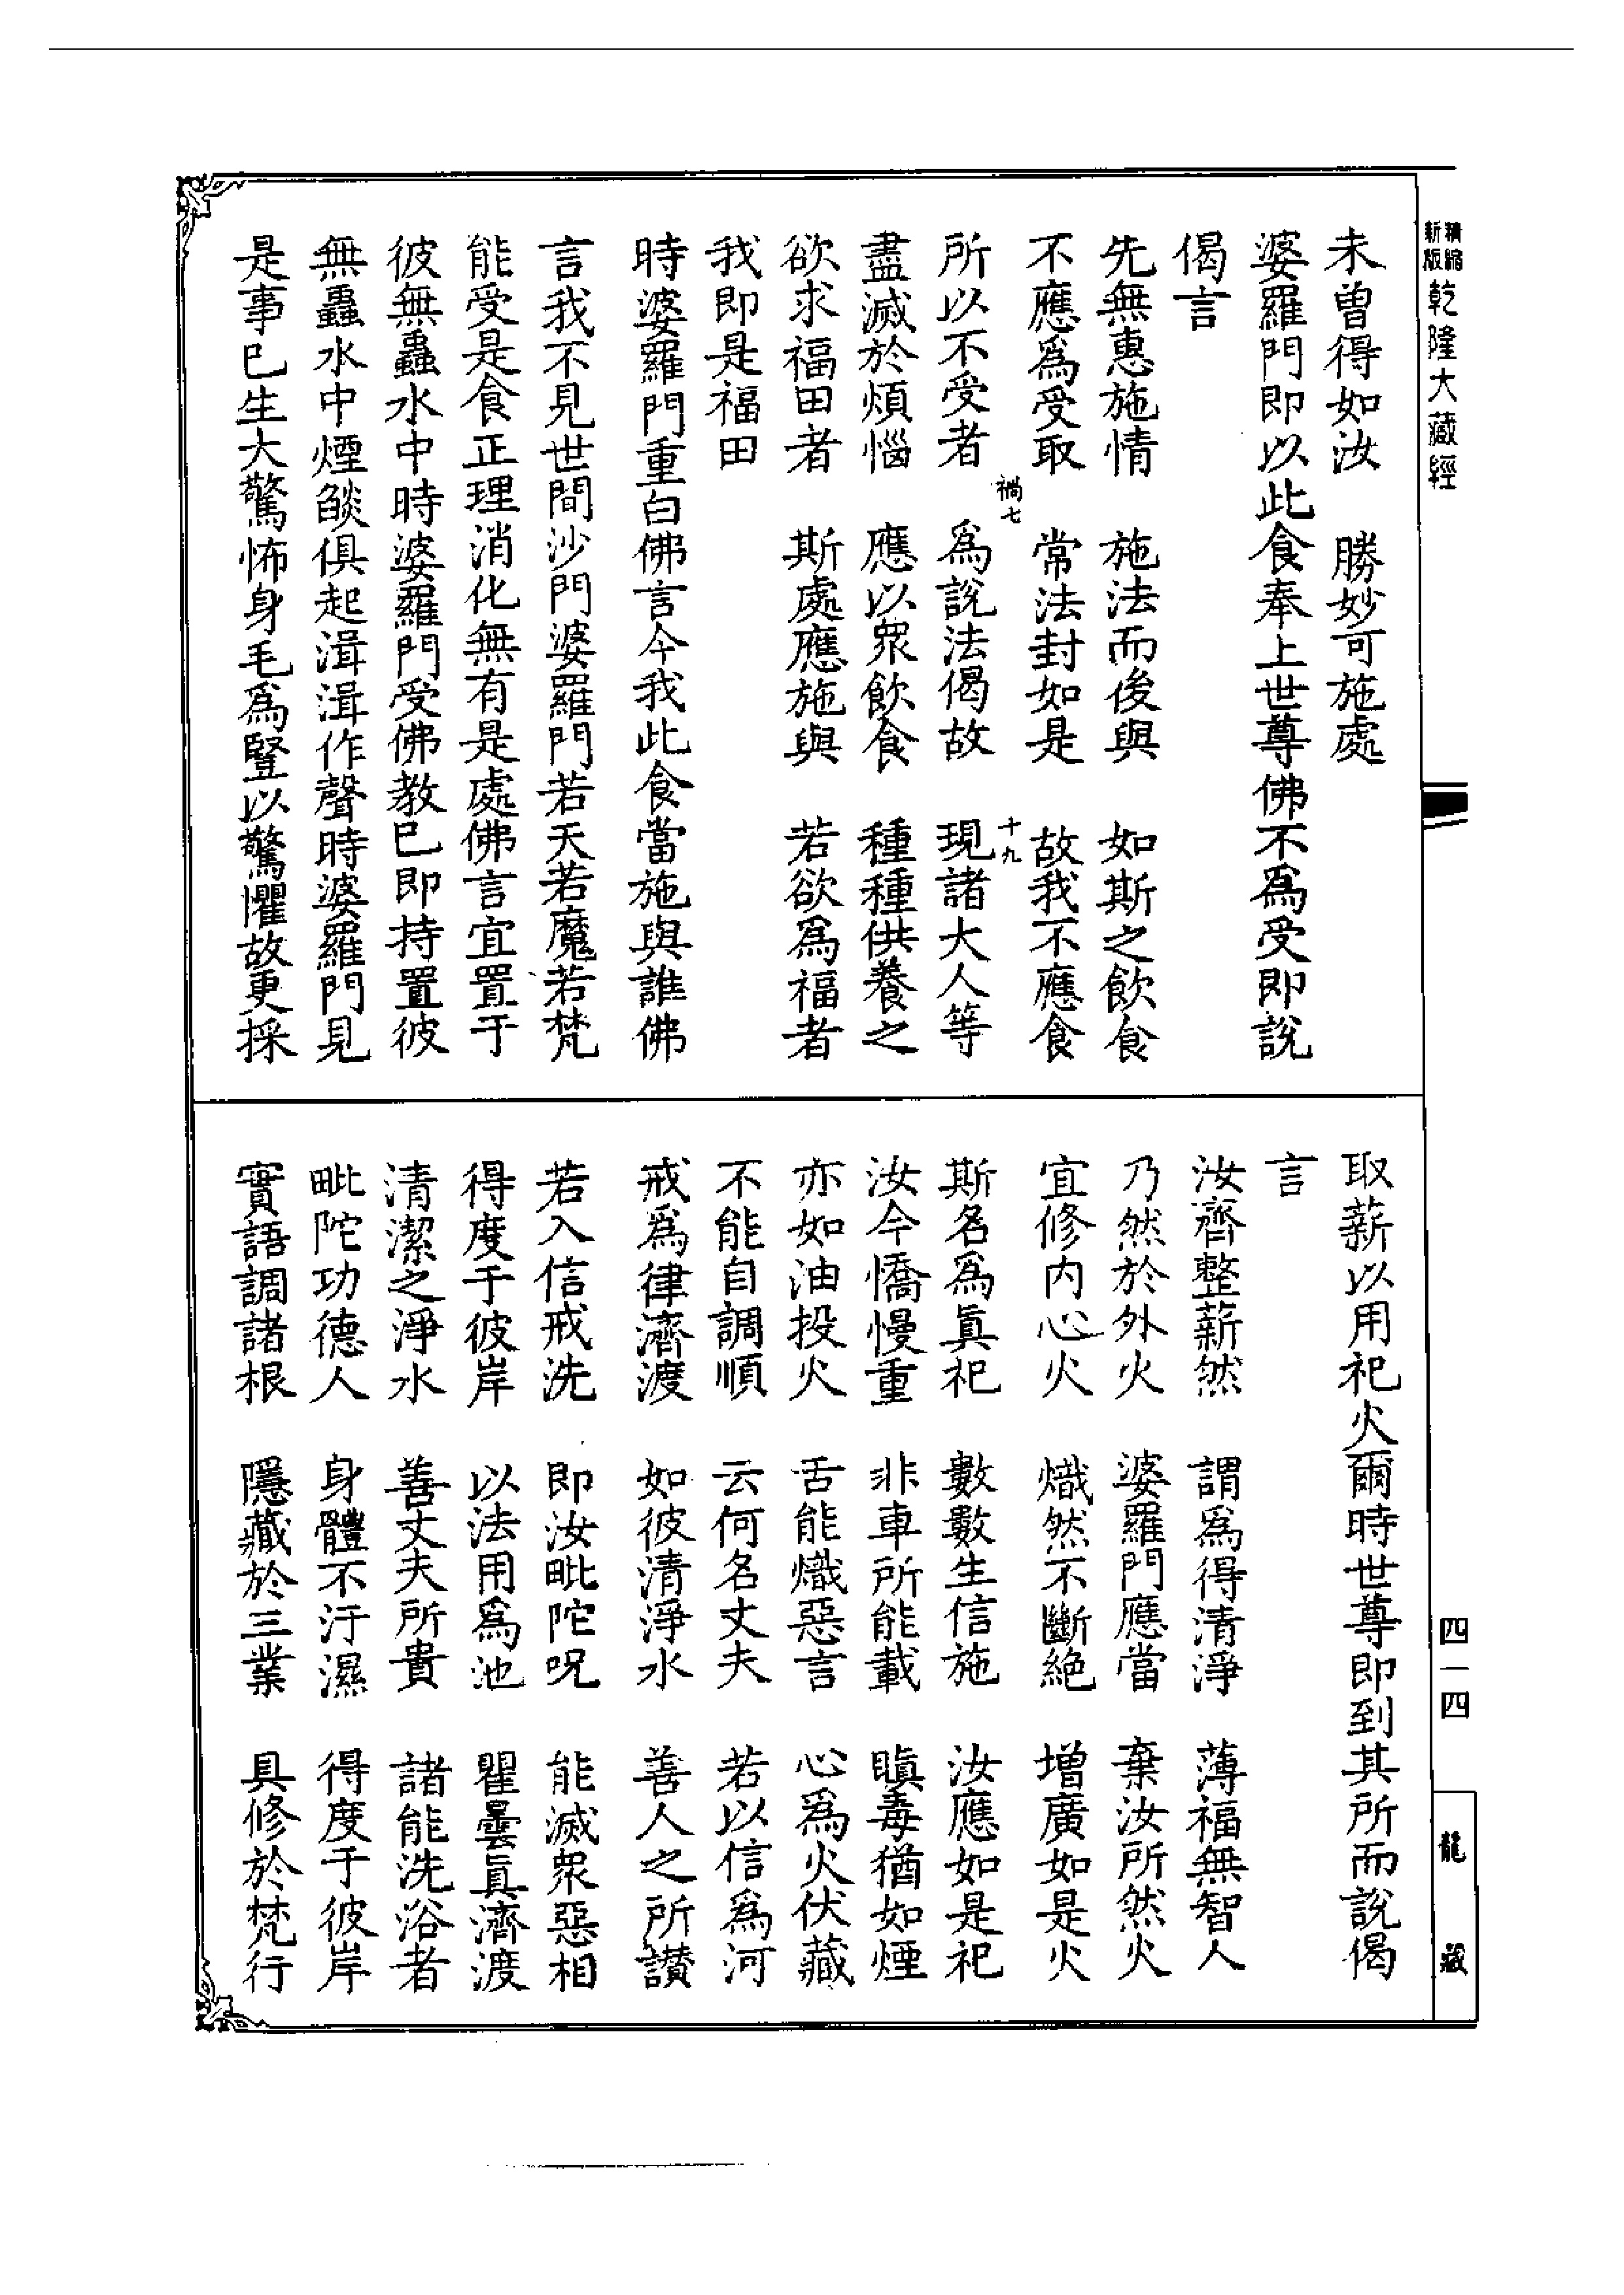 精縮新版乾隆大藏經
四一四
龍藏
未曾得如汝　勝妙可施處
婆羅門即以此食奉上世尊佛不爲受即說
偈言
先無惠施情　施法而後與　如斯之飲食
不應爲受取　常法封如是　故我不應食
禍七　十九
所以不受者　爲說法偈故　現諸大人等
盡滅於煩惱　應以眾飲食　種種供養之
欲求福田者　斯處應施與　若欲爲福者
我即是福田
時婆羅門重白佛言今我此食當施與誰佛
言我不見世間沙門婆羅門若天若魔若梵
能受是食正理消化無有是處佛言宜置于
彼無蟲水中時婆羅門受佛教已即持置彼
無蟲水中煙𦦨俱起湒湒作聲時婆羅門見
是事已生大驚怖身毛爲豎以驚懼故更採
取薪以用祀火爾時世尊即到其所而說偈
言
汝齊整薪然　謂爲得清淨　薄福無智人
乃然於外火　婆羅門應當　棄汝所然火
宜修內心火　熾然不斷絕　增廣如是火
斯名爲眞祀　數數生信施　汝應如是祀
汝今憍慢重　非車所能載　瞋毒猶如煙
亦如油投火　舌能熾惡言　心爲火伏藏
不能自調順　云何名丈夫　若以信爲河
戒爲律濟渡　如彼清淨水　善人之所讃
若入信戒洗　即汝毗陀呪　能滅眾惡相
得度于彼岸　以法用爲池　瞿曇眞濟渡
清潔之淨水　善丈夫所貴　諸能洗浴者
毗陀功德人　身體不汙濕　得度于彼岸
實語調諸根　隱藏於三業　具修於梵行